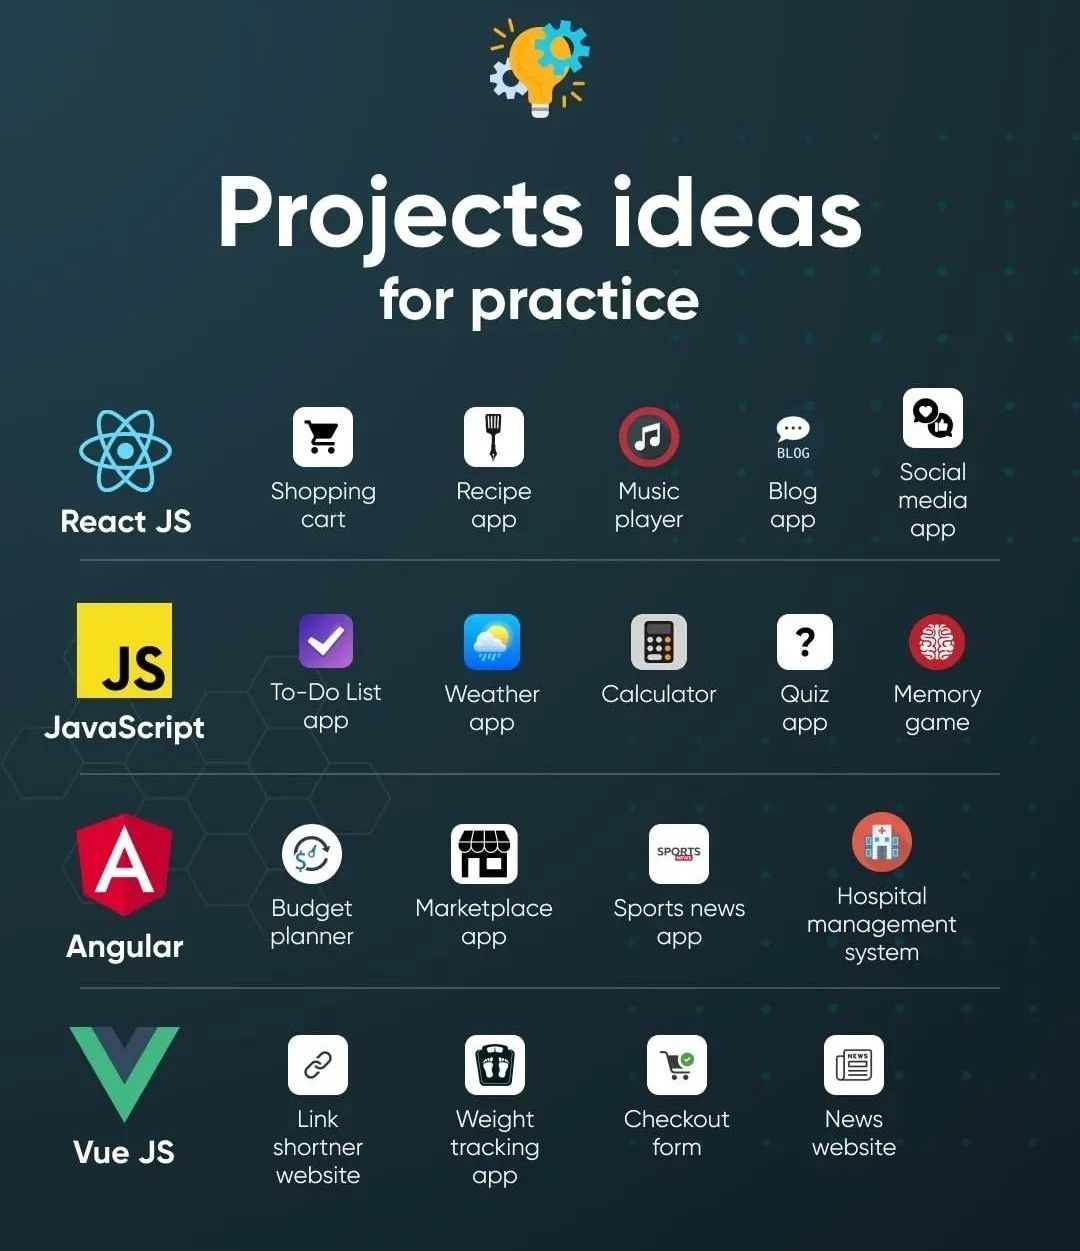 Projects ideas
for practice
React JS
Shopping
cart
Recipe
app
Music
player
BLOG
Blog
app
Social
media
app
JS
JavaScript
To-Do List
app
Weather
app
Calculator
?
Quiz
app
Memory
game
A
Angular
$
Budget
planner
Marketplace
app
SPORTS
NEWS
Sports news
app
Hospital
management
system
Vue JS
Link
shortner
website
Weight
tracking
app
Checkout
form
NEWS
News
website